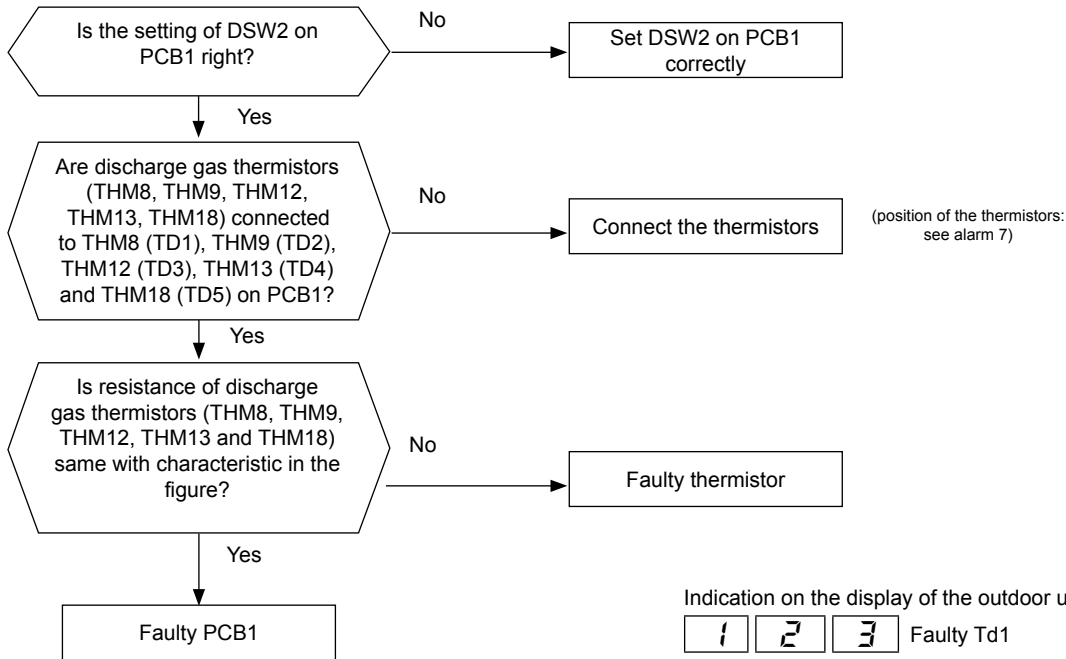 Is the setting of DSW2 on
PCB1 right?
No
Set DSW2 on PCB1
correctly
Yes
Are discharge gas thermistors
(THM8, THM9, THM12,
THM13, THM18) connected
to THM8 (TD1), THM9 (TD2),
THM12 (TD3), THM13 (TD4)
and THM18 (TD5) on PCB1?
No
Connect the thermistors
(position of the thermistors:
see alarm 7)
Yes
Is resistance of discharge
gas thermistors (THM8, THM9,
THM12, THM13 and THM18)
same with characteristic in the
figure?
No
Faulty thermistor
Yes
Faulty PCB1
Indication on the display of the outdoor u
1 2 3 Faulty Td1